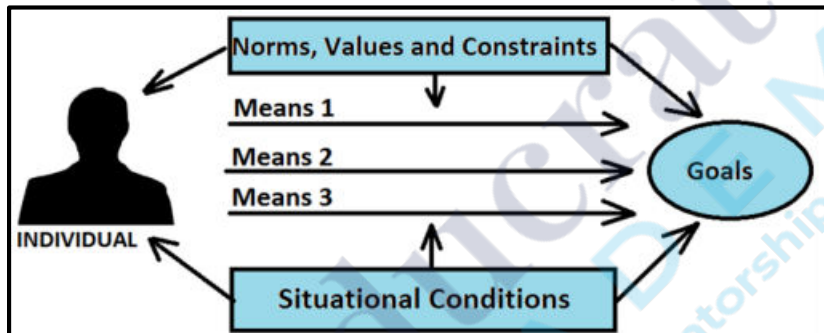 Norms, Values and Constraints
Means 1
Means 2
Means 3
Goals
INDIVIDUAL
Situational Conditions